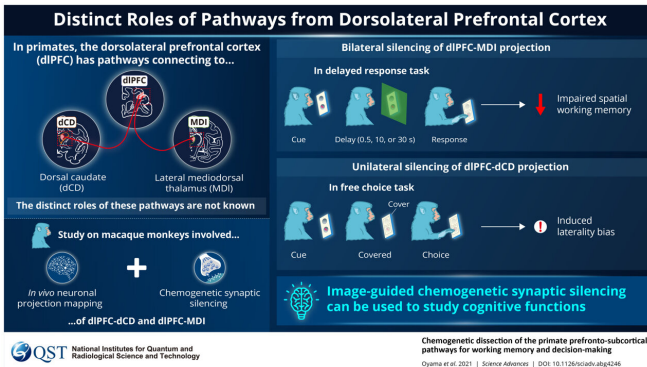 Distinct Roles of Pathways from Dorsolateral Prefrontal Cortex
In primates, the dorsolateral prefrontal cortex
(dlPFC) has pathways connecting to...
dlPFC
dCD
MDl
Dorsal caudate
(dCD)
Lateral mediodorsal
thalamus (MDl)
The distinct roles of these pathways are not known
Study on macaque monkeys involved...
In vivo neuronal
projection mapping
+
Chemogenetic synaptic
silencing
...of dlPFC-dCD and dlPFC-MDl
Bilateral silencing of dlPFC-MDl projection
In delayed response task
Cue
Delay (0.5, 10, or 30 s)
Response
Impaired spatial
working memory
Unilateral silencing of dlPFC-dCD projection
In free choice task
Cover
Cue
Covered
Choice
!
Induced
laterality bias
Image-guided chemogenetic synaptic silencing
can be used to study cognitive functions
QST
National Institutes for Quantum and
Radiological Science and Technology
Chemogenetic dissection of the primate prefronto-subcortical
pathways for working memory and decision-making
Oyama et al. 2021 | Science Advances | DOI: 10.1126/sciadv.abg4246